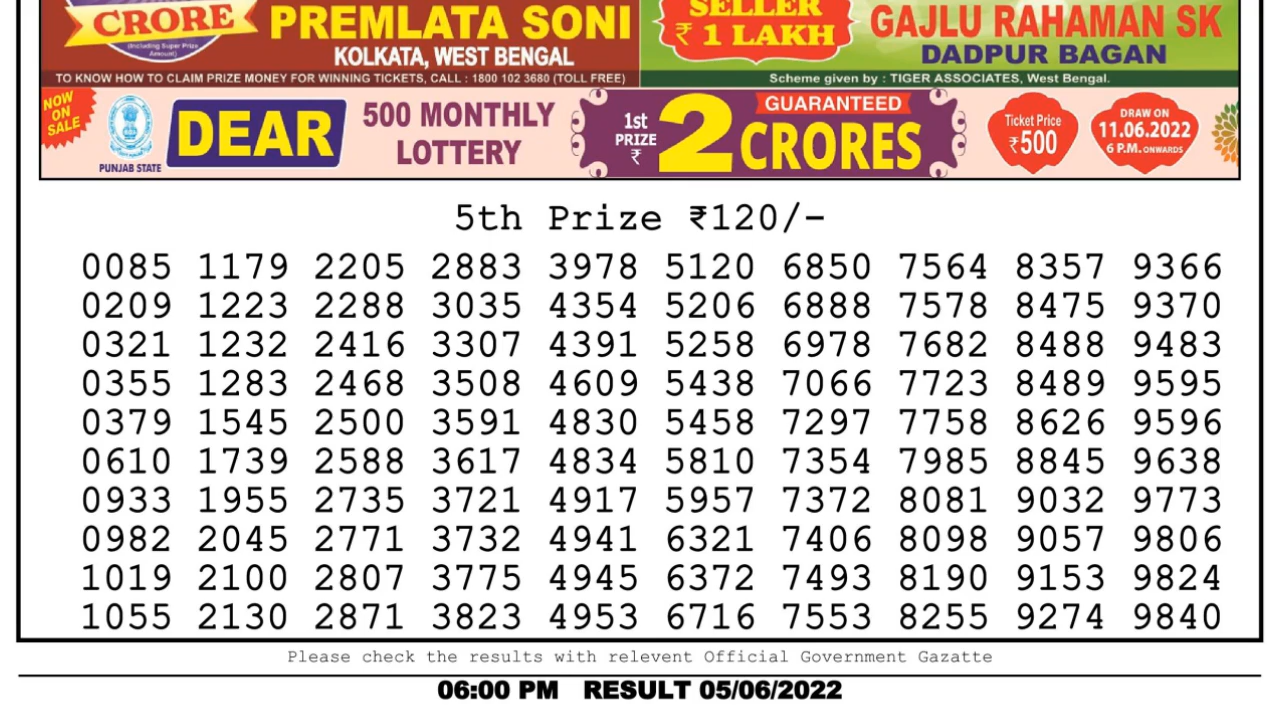 CRORE
(Including Super Prize
Amount)
PREMLATA SONI
KOLKATA, WEST BENGAL
TO KNOW HOW TO CLAIM PRIZE MONEY FOR WINNING TICKETS, CALL : 1800 102 3680 (TOLL FREE)
SELLER
₹ 1 LAKH
GAJLU RAHAMAN SK
DADPUR BAGAN
Scheme given by : TIGER ASSOCIATES, West Bengal.
NOW
ON
SALE
PUNJAB STATE
DEAR
500 MONTHLY
LOTTERY
1st
PRIZE
₹
2
GUARANTEED
CRORES
Ticket Price
₹500
DRAW ON
11.06.2022
6 P.M. ONWARDS
5th Prize ₹120/-
0085 1179 2205 2883 3978 5120 6850 7564 8357 9366
0209 1223 2288 3035 4354 5206 6888 7578 8475 9370
0321 1232 2416 3307 4391 5258 6978 7682 8488 9483
0355 1283 2468 3508 4609 5438 7066 7723 8489 9595
0379 1545 2500 3591 4830 5458 7297 7758 8626 9596
0610 1739 2588 3617 4834 5810 7354 7985 8845 9638
0933 1955 2735 3721 4917 5957 7372 8081 9032 9773
0982 2045 2771 3732 4941 6321 7406 8098 9057 9806
1019 2100 2807 3775 4945 6372 7493 8190 9153 9824
1055 2130 2871 3823 4953 6716 7553 8255 9274 9840
Please check the results with relevent Official Government Gazatte
06:00 PM RESULT 05/06/2022